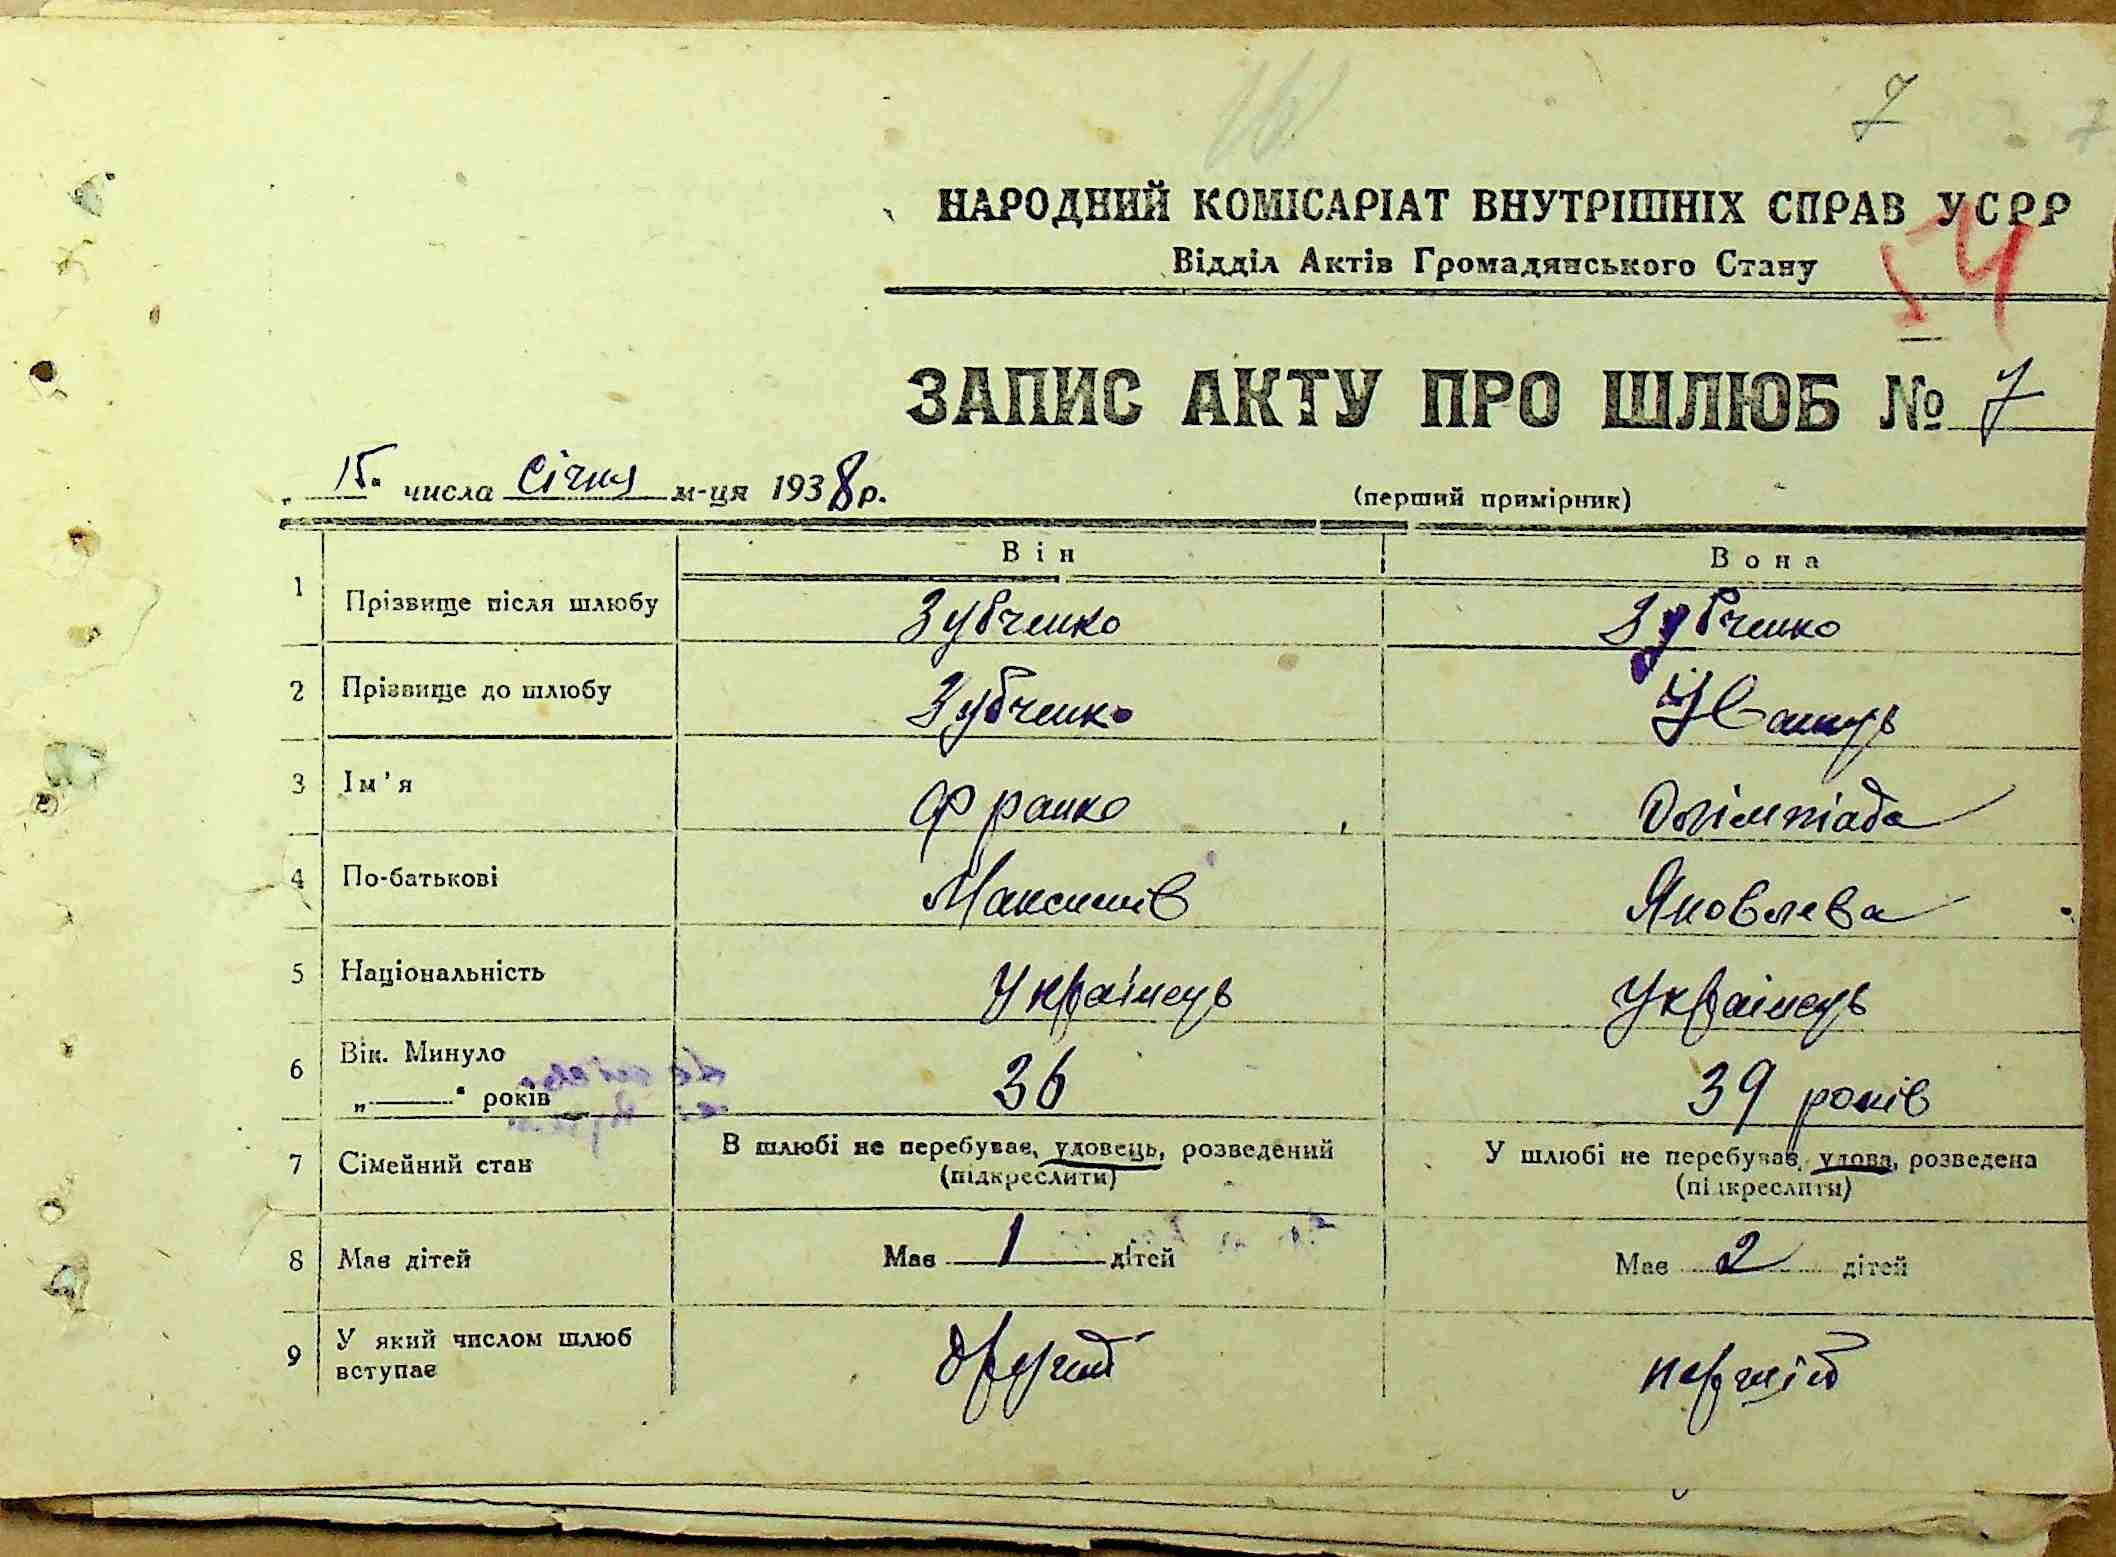 7
НАРОДНИЙ КОМІСАРІАТ ВНУТРІШНІХ СПРАВ УСРР
54
Відділ Актів Громадянського Стану
ЗАПИС АКТУ ПРО ШЛЮБ № 7
15 числа січня м-ця 1938 р.
(перший примірник)
Він Вона
1 Прізвище після шлюбу Зубченко Зубченко
2 Прізвище до шлюбу Зубченко
3 Ім'я Франко Олімпіада
4 По-батькові Максимів Яковлева
5 Національність Українець Українець
6 Вік. Минуло
„——" років 36 39 років
7 Сімейний стан В шлюбі не перебуває, удовець, розведений У шлюбі не перебуває, удова, розведена
(підкреслити) (підкреслити)
8 Має дітей Має 1 дітей Має 2 дітей
9 У який числом шлюб
вступає другий